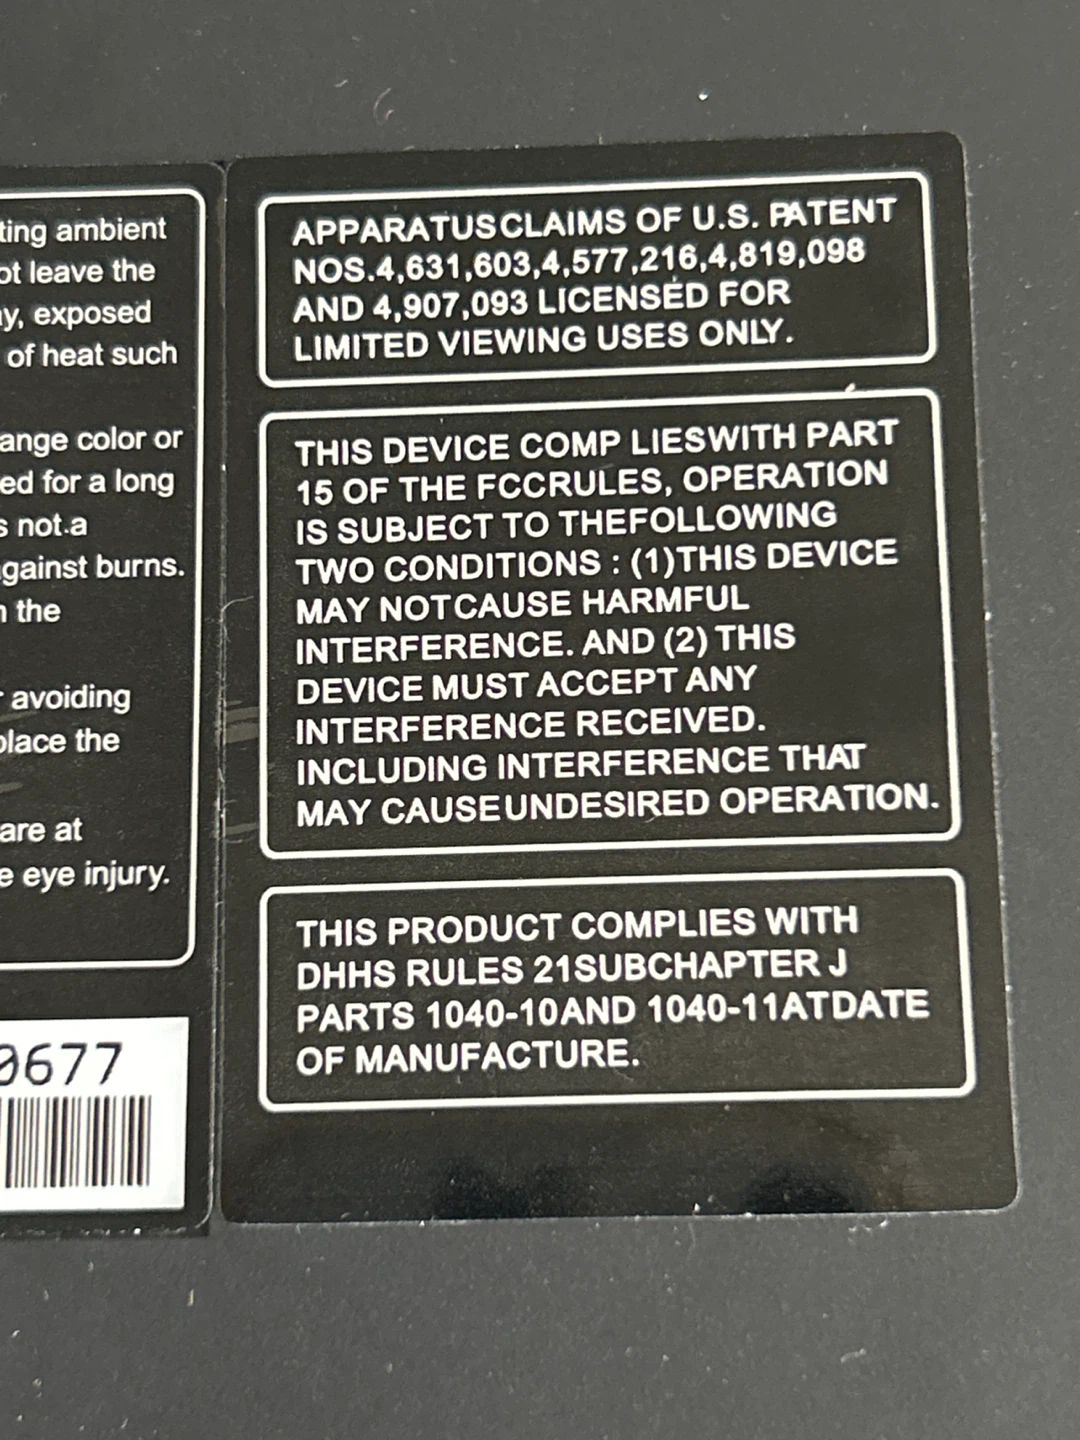 ting ambient
ot leave the
y, exposed
of heat such
ange color or
ed for a long
s not.a
gainst burns.
n the
avoiding
place the
are at
e eye injury.
0677
APPARATUSCLAIMS OF U.S. PATENT
NOS.4,631,603,4,577,216,4,819,098
AND 4,907,093 LICENSED FOR
LIMITED VIEWING USES ONLY.
THIS DEVICE COMP LIESWITH PART
15 OF THE FCCRULES, OPERATION
IS SUBJECT TO THEFOLLOWING
TWO CONDITIONS : (1)THIS DEVICE
MAY NOTCAUSE HARMFUL
INTERFERENCE. AND (2) THIS
DEVICE MUST ACCEPT ANY
INTERFERENCE RECEIVED.
INCLUDING INTERFERENCE THAT
MAY CAUSEUNDESIRED OPERATION.
THIS PRODUCT COMPLIES WITH
DHHS RULES 21SUBCHAPTER J
PARTS 1040-10AND 1040-11ATDATE
OF MANUFACTURE.